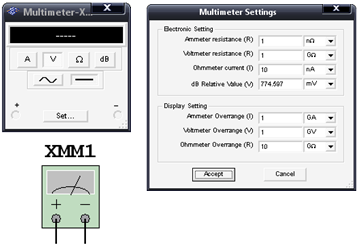 Multimeter-X...
-----
A V Ω dB
+ −
Set...
XMM1
+ −
Multimeter Settings
Electronic Setting
Ammeter resistance (R) 1 nΩ
Voltmeter resistance (R) 1 GΩ
Ohmmeter current (I) 10 nA
dB Relative Value (V) 774.597 mV
Display Setting
Ammeter Overrange (I) 1 GA
Voltmeter Overrange (V) 1 GV
Ohmmeter Overrange (R) 10 GΩ
Accept Cancel